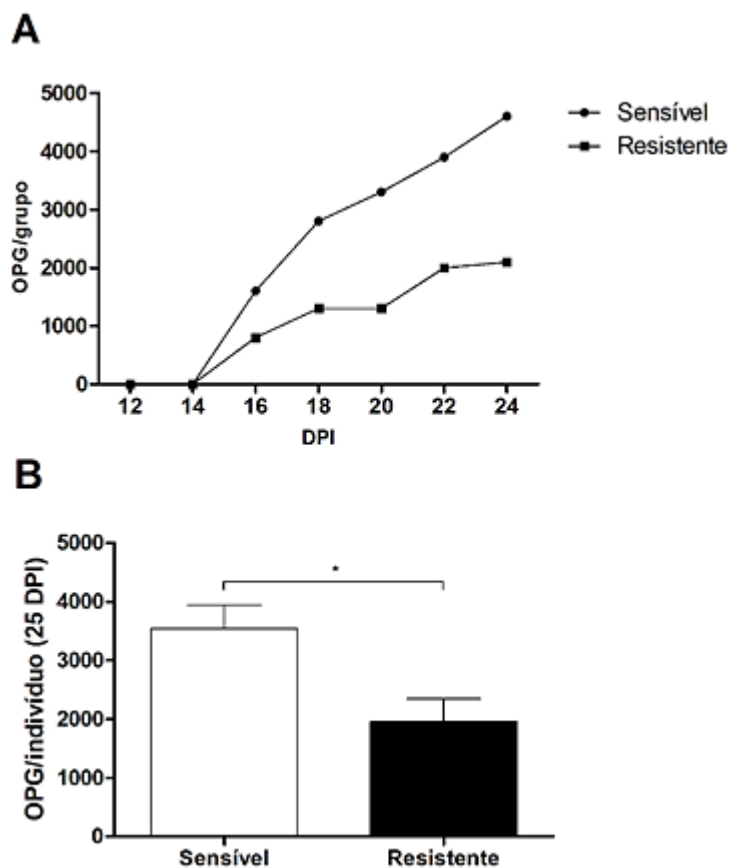 A
5000
4000
3000
2000
1000
0
OPG/grupo
12 14 16 18 20 22 24
DPI
Sensível
Resistente
B
5000
4000
3000
2000
1000
0
OPG/indivíduo (25 DPI)
*
Sensível Resistente